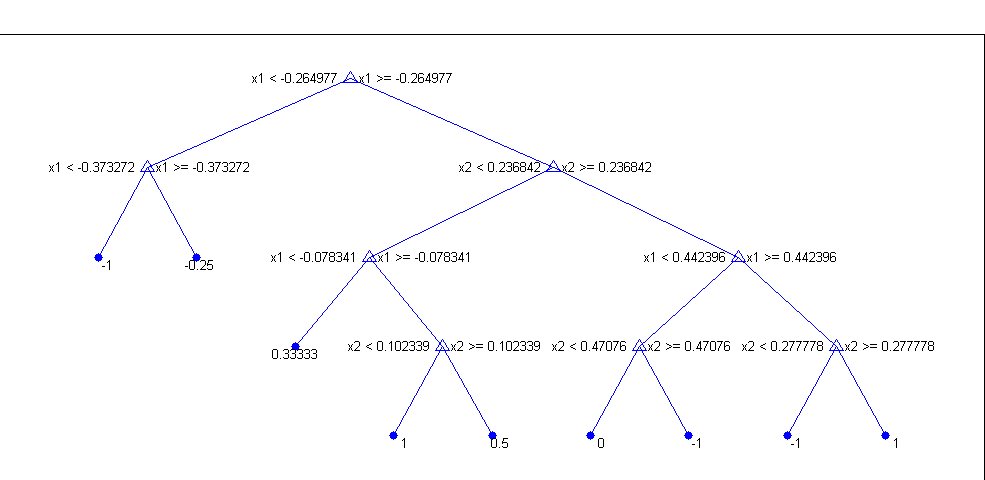 x1 < -0.264977 x1 >= -0.264977
x1 < -0.373272 x1 >= -0.373272 x2 < 0.236842 x2 >= 0.236842
-1 -0.25 x1 < -0.078341 x1 >= -0.078341 x1 < 0.442396 x1 >= 0.442396
0.33333 x2 < 0.102339 x2 >= 0.102339 x2 < 0.47076 x2 >= 0.47076 x2 < 0.277778 x2 >= 0.277778
1 0.5 0 -1 -1 1